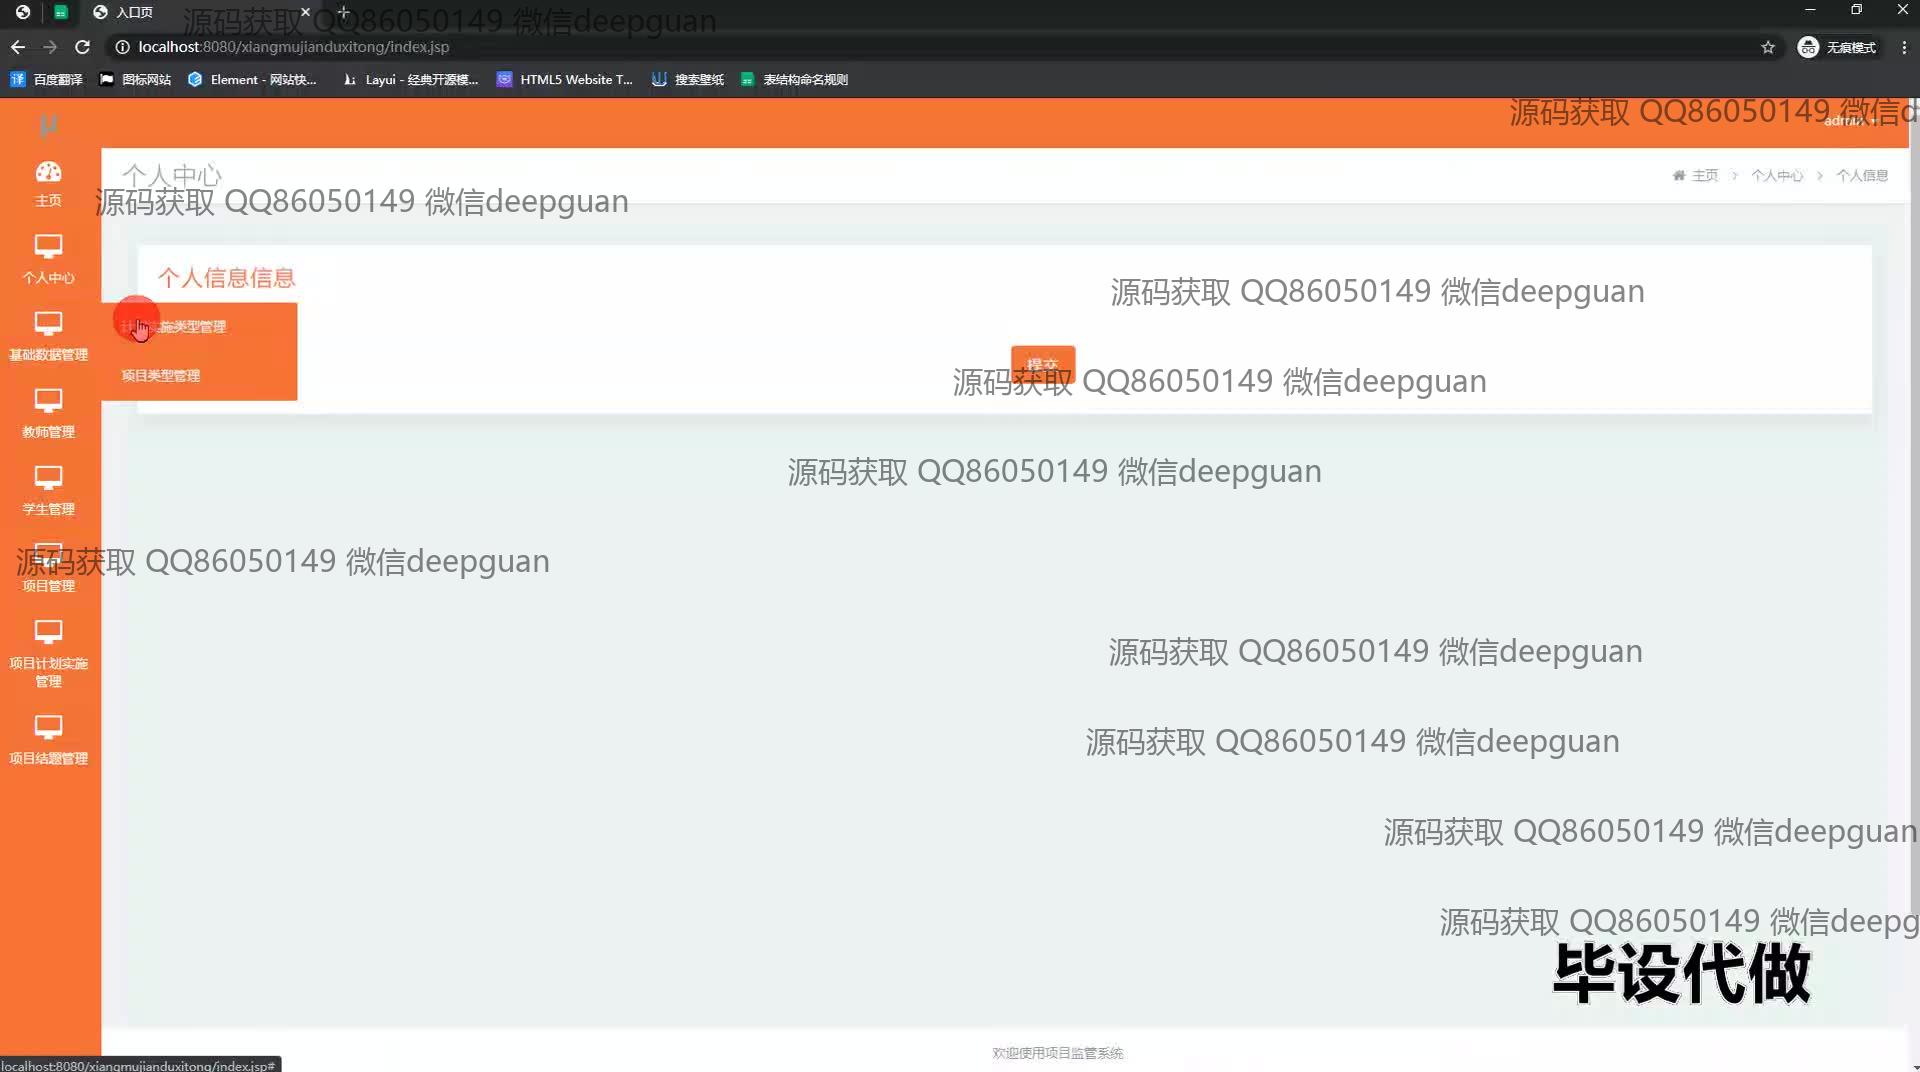 入口页
源码获取 QQ86050149 微信deepguan
localhost:8080/xiangmujianduxitong/index.jsp
无痕模式
百度翻译
图标网站
Element - 网站快...
Layui - 经典开源模...
HTML5 Website T...
搜索壁纸
表结构命名规则
源码获取 QQ86050149 微信d
μ
个人中心
主页
个人中心
个人信息
主页
源码获取 QQ86050149 微信deepguan
个人中心
个人信息信息
源码获取 QQ86050149 微信deepguan
实施类型管理
基础数据管理
项目类型管理
提交
源码获取 QQ86050149 微信deepguan
教师管理
源码获取 QQ86050149 微信deepguan
学生管理
源码获取 QQ86050149 微信deepguan
项目管理
项目计划实施
管理
源码获取 QQ86050149 微信deepguan
源码获取 QQ86050149 微信deepguan
项目结题管理
源码获取 QQ86050149 微信deepguan
源码获取 QQ86050149 微信deepg
毕设代做
欢迎使用项目监管系统
localhost:8080/xiangmujianduxitong/index.jsp#